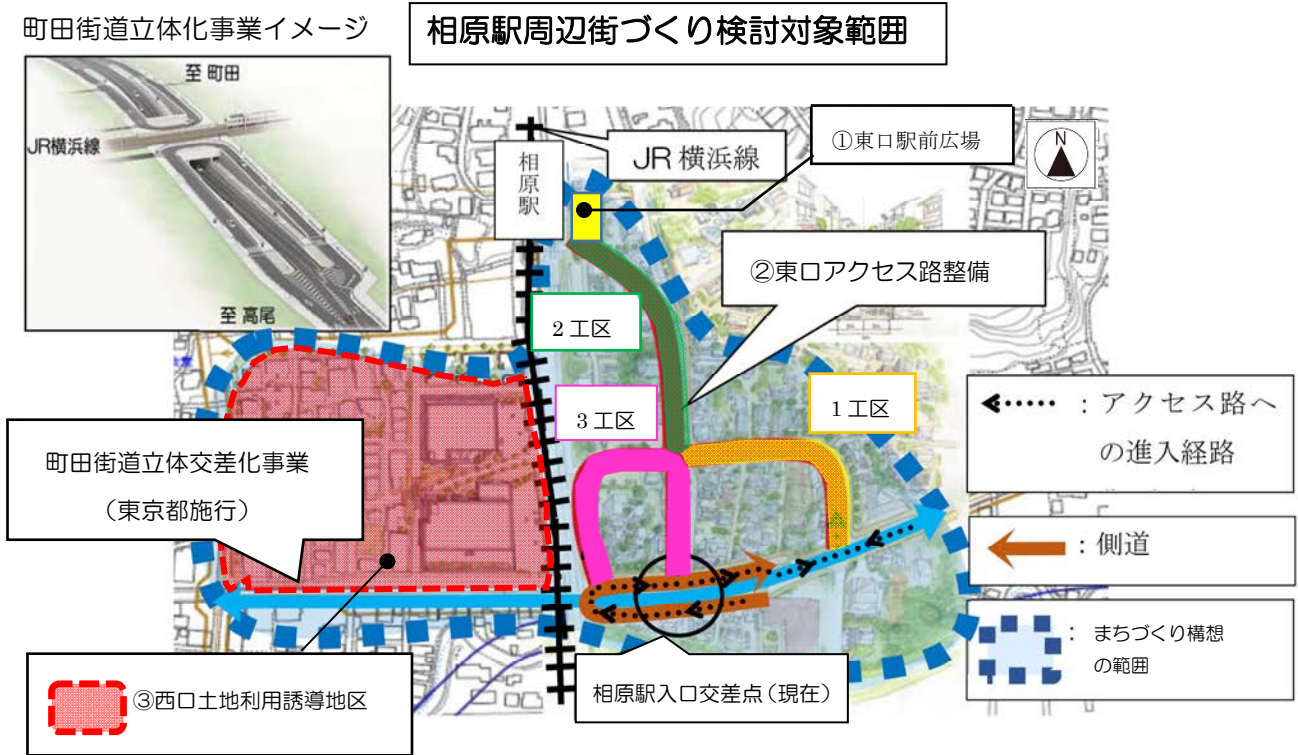 町田街道立体化事業イメージ
相原駅周辺街づくり検討対象範囲
至 町田
JR横浜線
至 高尾
相原駅
JR 横浜線
①東口駅前広場
N
②東口アクセス路整備
2 工区
3 工区
1 工区
町田街道立体交差化事業
(東京都施行)
:アクセス路へ
の進入経路
:側道
: まちづくり構想
の範囲
③西口土地利用誘導地区
相原駅入口交差点(現在)